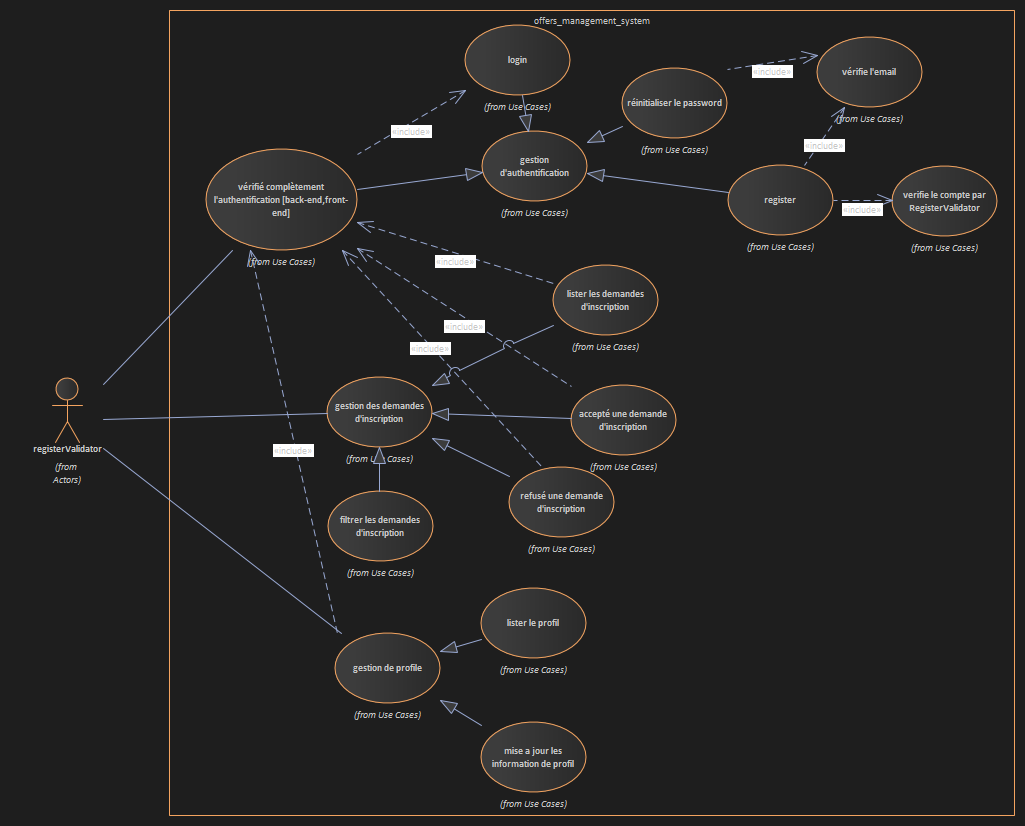 offers_management_system
login
(from Use Cases)
réinitialiser le password
(from Use Cases)
«include»
vérifie l'email
(from Use Cases)
«include»
«include»
gestion
d'authentification
(from Use Cases)
vérifié complètement
l'authentification [back-end,front-
end]
(from Use Cases)
register
(from Use Cases)
«include»
verifie le compte par
RegisterValidator
(from Use Cases)
«include»
lister les demandes
d'inscription
(from Use Cases)
«include»
«include»
registerValidator
(from
Actors)
gestion des demandes
d'inscription
(from Use Cases)
accepté une demande
d'inscription
(from Use Cases)
«include»
refusé une demande
d'inscription
(from Use Cases)
filtrer les demandes
d'inscription
(from Use Cases)
lister le profil
(from Use Cases)
gestion de profile
(from Use Cases)
mise a jour les
information de profil
(from Use Cases)